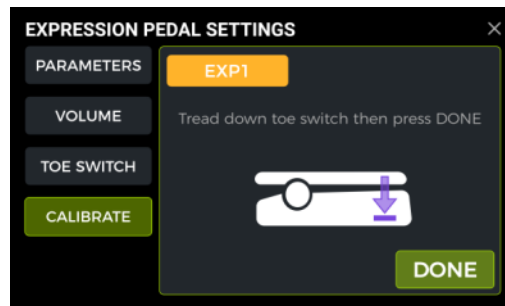 EXPRESSION PEDAL SETTINGS
PARAMETERS
VOLUME
TOE SWITCH
CALIBRATE
EXP1
Tread down toe switch then press DONE
DONE